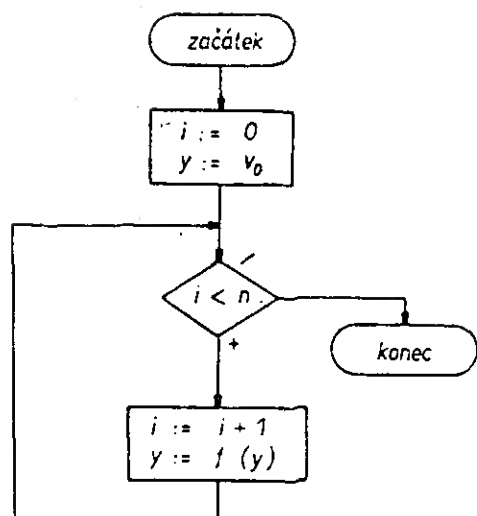 začátek
i := 0
y := v₀
i < n
+
konec
i := i + 1
y := f (y)